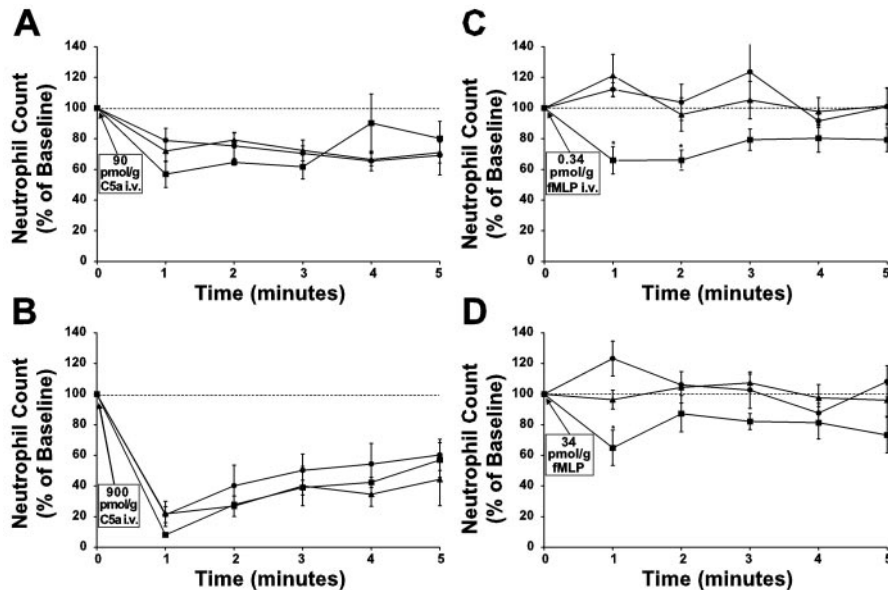 A
Neutrophil Count
(% of Baseline)
140
120
100
80
60
40
20
0
90
pmol/g
C5a i.v.
0 1 2 3 4 5
Time (minutes)
B
Neutrophil Count
(% of Baseline)
140
120
100
80
60
40
20
0
900
pmol/g
C5a i.v.
0 1 2 3 4 5
Time (minutes)
C
Neutrophil Count
(% of Baseline)
140
120
100
80
60
40
20
0
0.34
pmol/g
fMLP i.v.
* *
0 1 2 3 4 5
Time (minutes)
D
Neutrophil Count
(% of Baseline)
140
120
100
80
60
40
20
0
34
pmol/g
fMLP
*
0 1 2 3 4 5
Time (minutes)